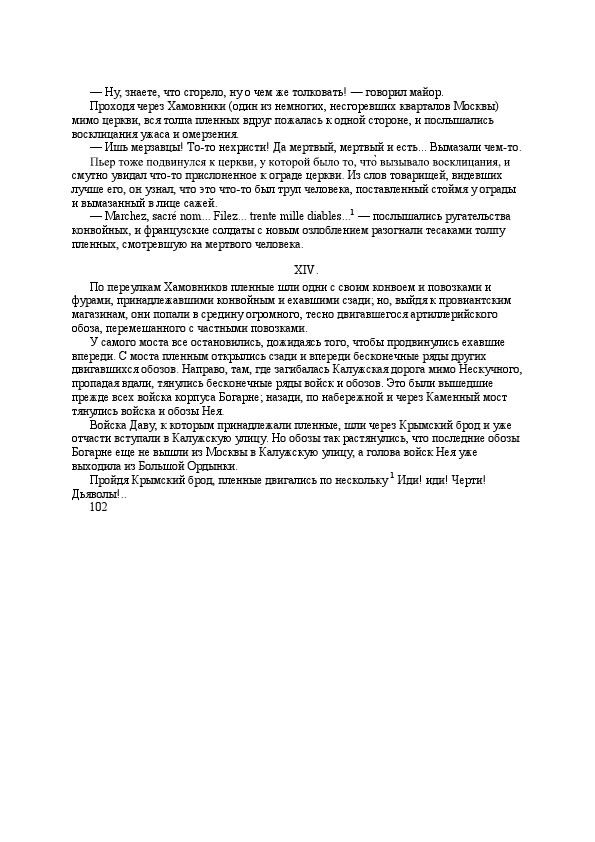 — Ну, знаете, что сгорело, ну о чем же толковать! — говорил майор.
Проходя через Хамовники (один из немногих, несгоревших кварталов Москвы)
мимо церкви, вся толпа пленных вдруг пожалась к одной стороне, и послышались
восклицания ужаса и омерзения.
— Ишь мерзавцы! То-то нехристи! Да мертвый, мертвый и есть... Вымазали чем-то.
Пьер тоже подвинулся к церкви, у которой было то, что̀ вызывало восклицания, и
смутно увидал что-то прислоненное к ограде церкви. Из слов товарищей, видевших
лучше его, он узнал, что это что-то был труп человека, поставленный стоймя у ограды
и вымазанный в лице сажей.
— Marchez, sacré nom... Filez... trente mille diables...¹ — послышались ругательства
конвойных, и французские солдаты с новым озлоблением разогнали тесаками толпу
пленных, смотревшую на мертвого человека.
XIV.
По переулкам Хамовников пленные шли одни с своим конвоем и повозками и
фурами, принадлежавшими конвойным и ехавшими сзади; но, выйдя к провиантским
магазинам, они попали в средину огромного, тесно двигавшегося артиллерийского
обоза, перемешанного с частными повозками.
У самого моста все остановились, дожидаясь того, чтобы продвинулись ехавшие
впереди. С моста пленным открылись сзади и впереди бесконечные ряды других
двигавшихся обозов. Направо, там, где загибалась Калужская дорога мимо Нескучного,
пропадая вдали, тянулись бесконечные ряды войск и обозов. Это были вышедшие
прежде всех войска корпуса Богарне; назади, по набережной и через Каменный мост
тянулись войска и обозы Нея.
Войска Даву, к которым принадлежали пленные, шли через Крымский брод и уже
отчасти вступали в Калужскую улицу. Но обозы так растянулись, что последние обозы
Богарне еще не вышли из Москвы в Калужскую улицу, а голова войск Нея уже
выходила из Большой Ордынки.
Пройдя Крымский брод, пленные двигались по нескольку ¹ Иди! иди! Черти!
Дьяволы!..
102